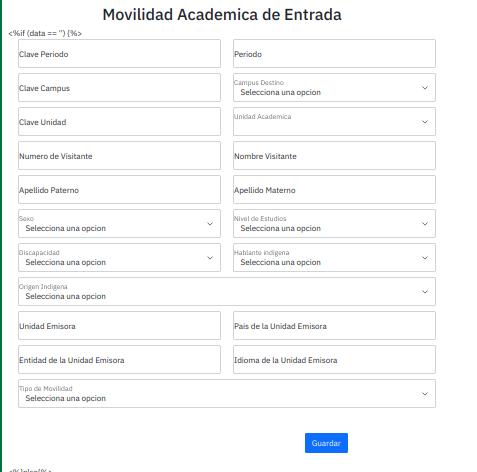 Movilidad Academica de Entrada
<%if (data == '') {%>
Clave Periodo
Periodo
Clave Campus
Campus Destino
Selecciona una opcion
Clave Unidad
Unidad Academica
Numero de Visitante
Nombre Visitante
Apellido Paterno
Apellido Materno
Sexo
Selecciona una opcion
Nivel de Estudios
Selecciona una opcion
Discapacidad
Selecciona una opcion
Hablante indigena
Selecciona una opcion
Origen Indigena
Selecciona una opcion
Unidad Emisora
Pais de la Unidad Emisora
Entidad de la Unidad Emisora
Idioma de la Unidad Emisora
Tipo de Movilidad
Selecciona una opcion
Guardar